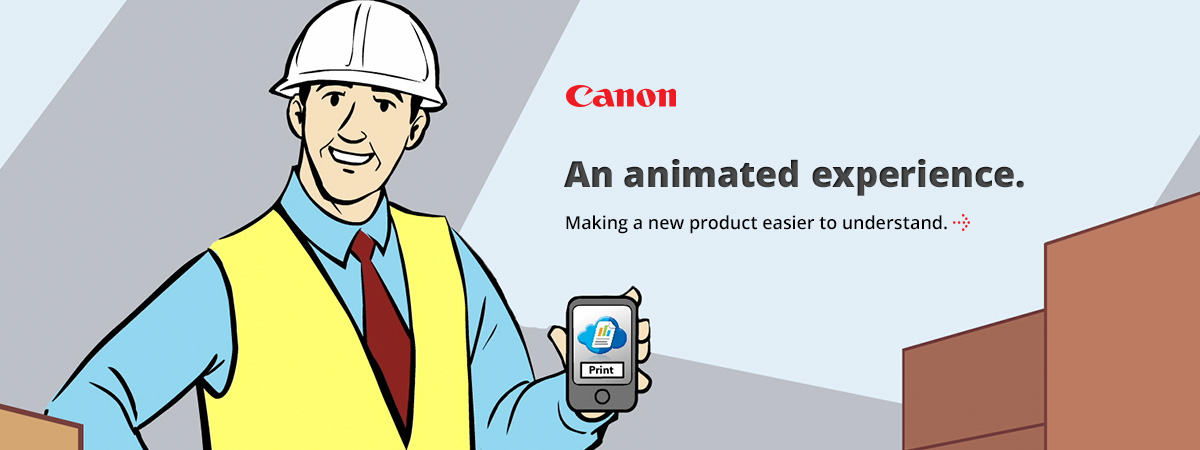 Canon
An animated experience.
Making a new product easier to understand.
Print